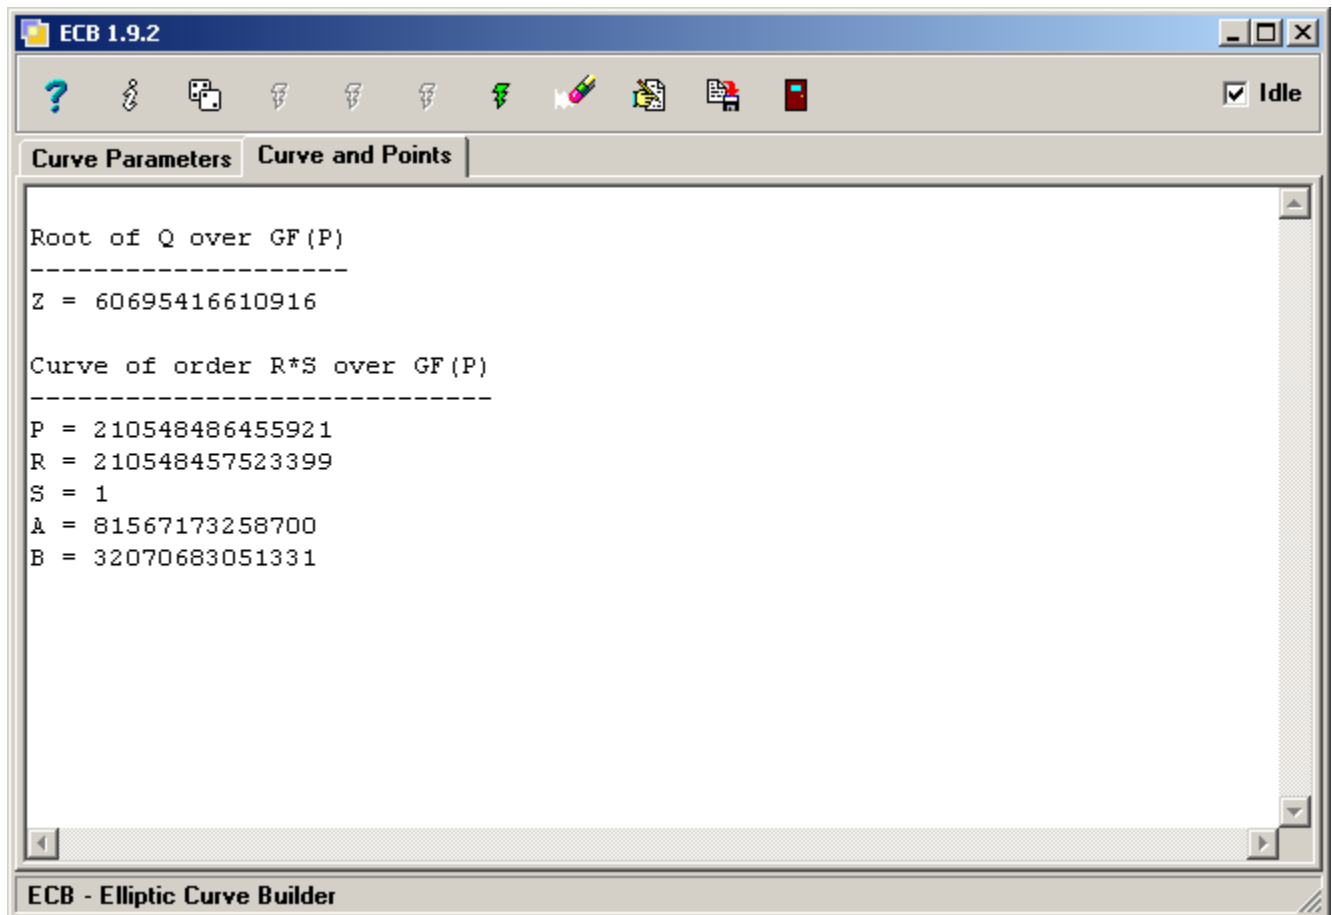 ECB 1.9.2
Idle
Curve Parameters Curve and Points
Root of Q over GF(P)
--------------------
Z = 60695416610916
Curve of order R*S over GF(P)
-----------------------------
P = 210548486455921
R = 210548457523399
S = 1
A = 81567173258700
B = 32070683051331
ECB - Elliptic Curve Builder